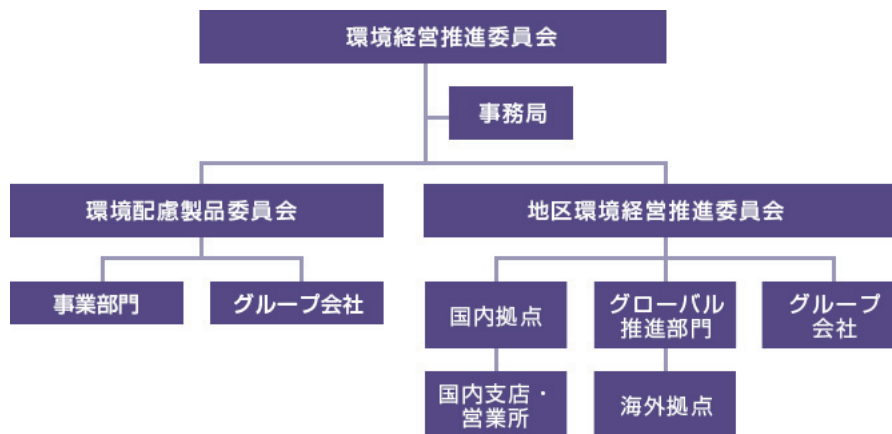 環境経営推進委員会
事務局
環境配慮製品委員会
地区環境経営推進委員会
事業部門
グループ会社
国内拠点
グローバル
推進部門
グループ
会社
国内支店・
営業所
海外拠点